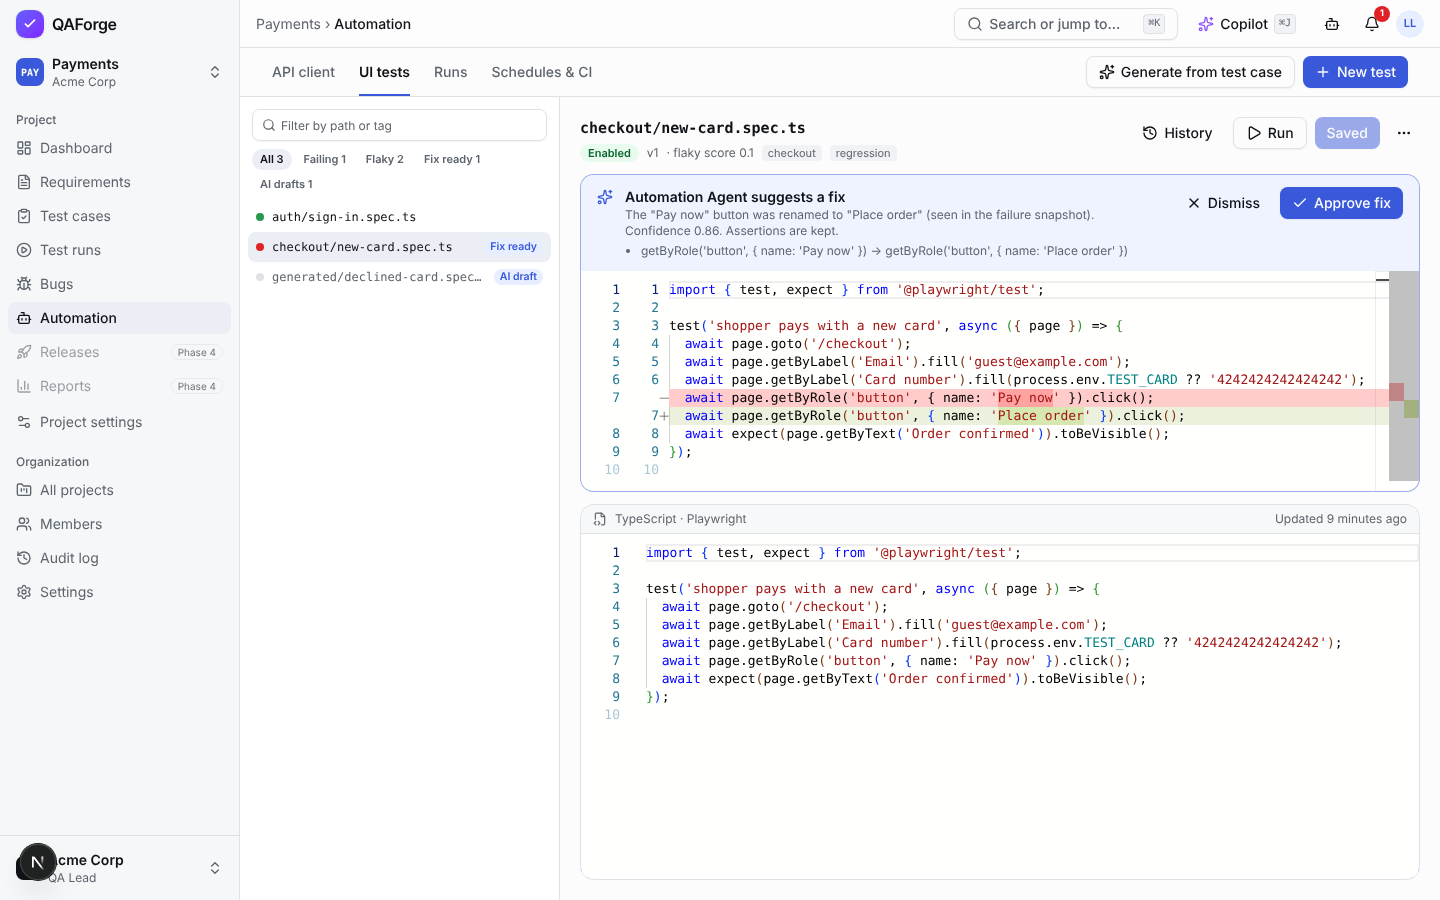 QAForge
PAY
Payments
Acme Corp
Project
Dashboard
Requirements
Test cases
Test runs
Bugs
Automation
Releases Phase 4
Reports Phase 4
Project settings
Organization
All projects
Members
Audit log
Settings
N
cme Corp
QA Lead
Payments › Automation
Search or jump to... ⌘K
Copilot ⌘J
1
LL
API client UI tests Runs Schedules & CI
Generate from test case
+ New test
Filter by path or tag
All 3 Failing 1 Flaky 2 Fix ready 1
AI drafts 1
auth/sign-in.spec.ts
checkout/new-card.spec.ts Fix ready
generated/declined-card.spec… AI draft
checkout/new-card.spec.ts
Enabled v1 · flaky score 0.1 checkout regression
History
Run
Saved
Automation Agent suggests a fix
The "Pay now" button was renamed to "Place order" (seen in the failure snapshot).
Confidence 0.86. Assertions are kept.
• getByRole('button', { name: 'Pay now' }) → getByRole('button', { name: 'Place order' })
Dismiss
Approve fix
1 1 import { test, expect } from '@playwright/test';
2 2
3 3 test('shopper pays with a new card', async ({ page }) => {
4 4 await page.goto('/checkout');
5 5 await page.getByLabel('Email').fill('guest@example.com');
6 6 await page.getByLabel('Card number').fill(process.env.TEST_CARD ?? '4242424242424242');
7 − await page.getByRole('button', { name: 'Pay now' }).click();
7+ await page.getByRole('button', { name: 'Place order' }).click();
8 8 await expect(page.getByText('Order confirmed')).toBeVisible();
9 9 });
10 10
TypeScript · Playwright
Updated 9 minutes ago
1 import { test, expect } from '@playwright/test';
2
3 test('shopper pays with a new card', async ({ page }) => {
4 await page.goto('/checkout');
5 await page.getByLabel('Email').fill('guest@example.com');
6 await page.getByLabel('Card number').fill(process.env.TEST_CARD ?? '4242424242424242');
7 await page.getByRole('button', { name: 'Pay now' }).click();
8 await expect(page.getByText('Order confirmed')).toBeVisible();
9 });
10